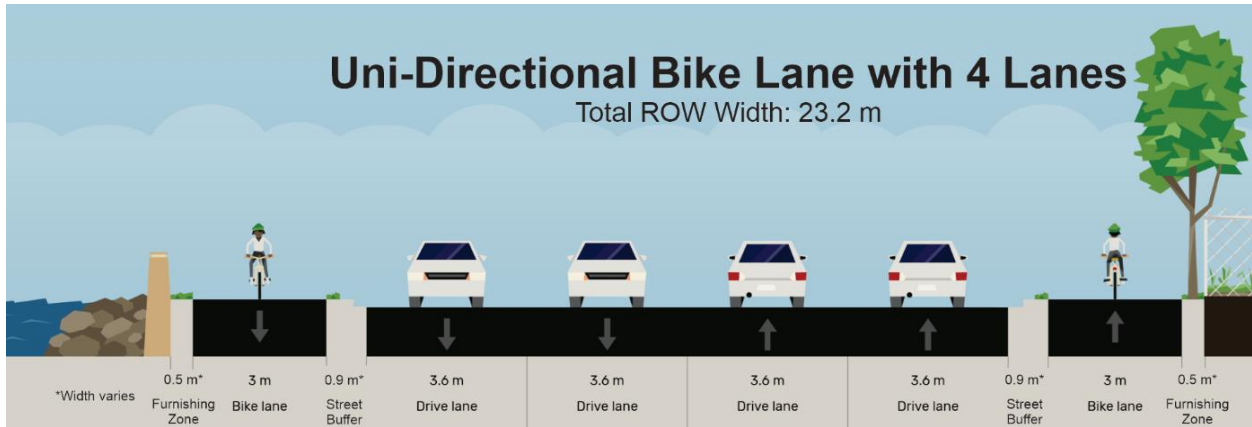 Uni-Directional Bike Lane with 4 Lanes
Total ROW Width: 23.2 m
*Width varies
0.5 m*
Furnishing
Zone
3 m
Bike lane
0.9 m*
Street
Buffer
3.6 m
Drive lane
3.6 m
Drive lane
3.6 m
Drive lane
3.6 m
Drive lane
0.9 m*
Street
Buffer
3 m
Bike lane
0.5 m*
Furnishing
Zone